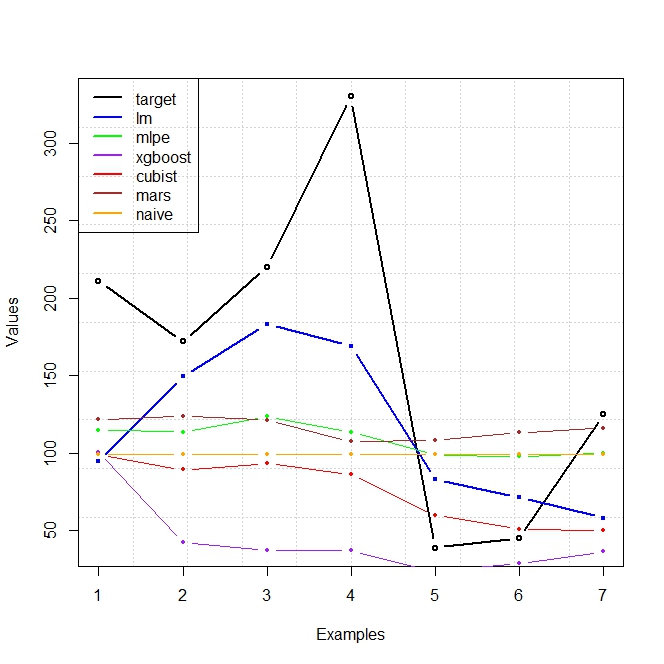 target
lm
mlpe
xgboost
cubist
mars
naive
300
250
200
150
100
50
Values
1 2 3 4 5 6 7
Examples